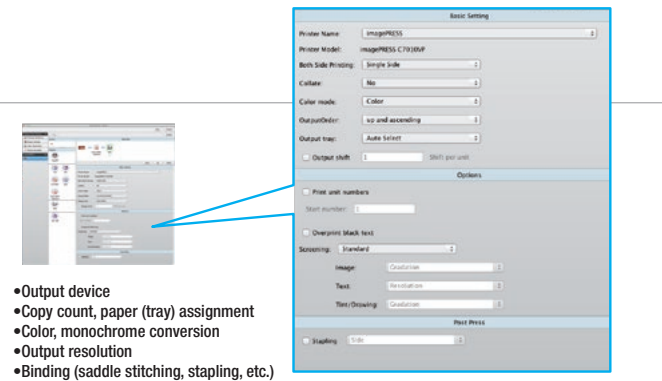 Basic Setting
Printer Name: imagePRESS
Printer Model: imagePRESS C7010VP
Both Side Printing: Single Side
Collate: No
Color mode: Color
OutputOrder: up and ascending
Output tray: Auto Select
Output shift 1 Shift per unit
Options
Print unit numbers
Start number: 1
Overprint black text
Screening: Standard
Image: Gradation
Text: Resolution
Tint/Drawing: Gradation
Post Press
Stapling Side
•Output device
•Copy count, paper (tray) assignment
•Color, monochrome conversion
•Output resolution
•Binding (saddle stitching, stapling, etc.)